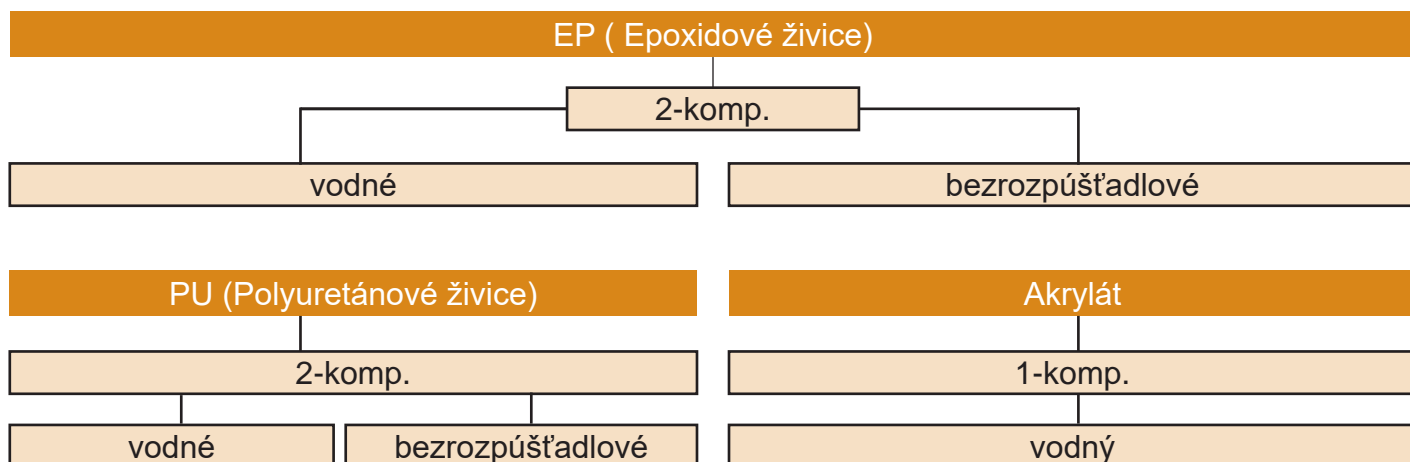 EP ( Epoxidové živice)
2-komp.
vodné
bezrozpúšťadlové
PU (Polyuretánové živice)
2-komp.
vodné
bezrozpúšťadlové
Akrylát
1-komp.
vodný